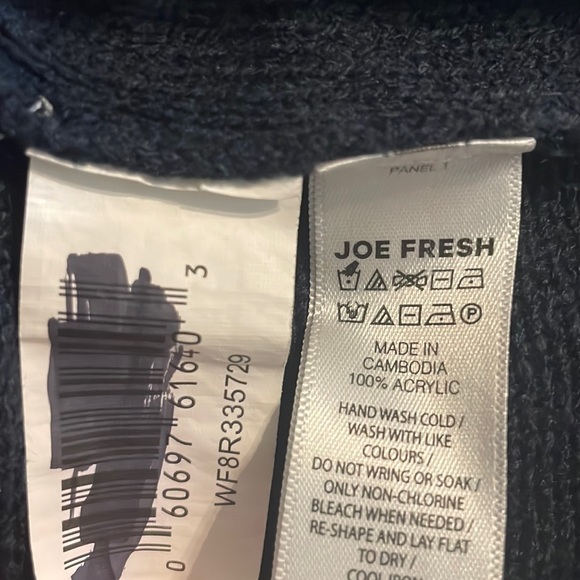 0 60697 61640 3
WF8R335729
PANEL T
JOE FRESH
P
MADE IN
CAMBODIA
100% ACRYLIC
HAND WASH COLD /
WASH WITH LIKE
COLOURS /
DO NOT WRING OR SOAK /
ONLY NON-CHLORINE
BLEACH WHEN NEEDED /
RE-SHAPE AND LAY FLAT
TO DRY /
COOL IRON